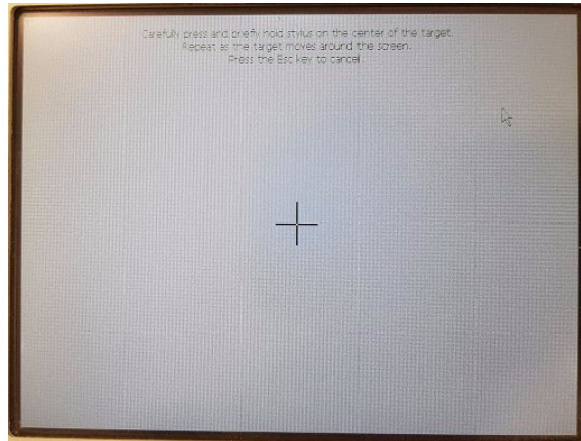 Carefully press and briefly hold stylus on the center of the target.
Repeat as the target moves around the screen.
Press the Esc key to cancel.